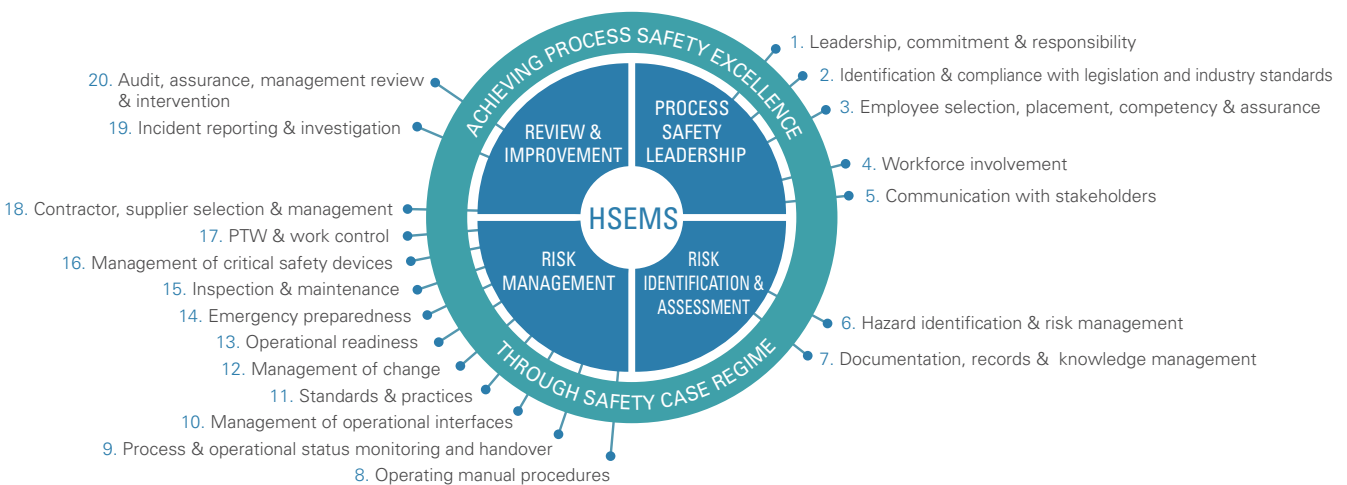 ACHIEVING PROCESS SAFETY EXCELLENCE
THROUGH SAFETY CASE REGIME
HSEMS
PROCESS
SAFETY
LEADERSHIP
RISK
IDENTIFICATION &
ASSESSMENT
RISK
MANAGEMENT
REVIEW &
IMPROVEMENT
1. Leadership, commitment & responsibility
2. Identification & compliance with legislation and industry standards
3. Employee selection, placement, competency & assurance
4. Workforce involvement
5. Communication with stakeholders
6. Hazard identification & risk management
7. Documentation, records & knowledge management
8. Operating manual procedures
9. Process & operational status monitoring and handover
10. Management of operational interfaces
11. Standards & practices
12. Management of change
13. Operational readiness
14. Emergency preparedness
15. Inspection & maintenance
16. Management of critical safety devices
17. PTW & work control
18. Contractor, supplier selection & management
19. Incident reporting & investigation
20. Audit, assurance, management review
& intervention